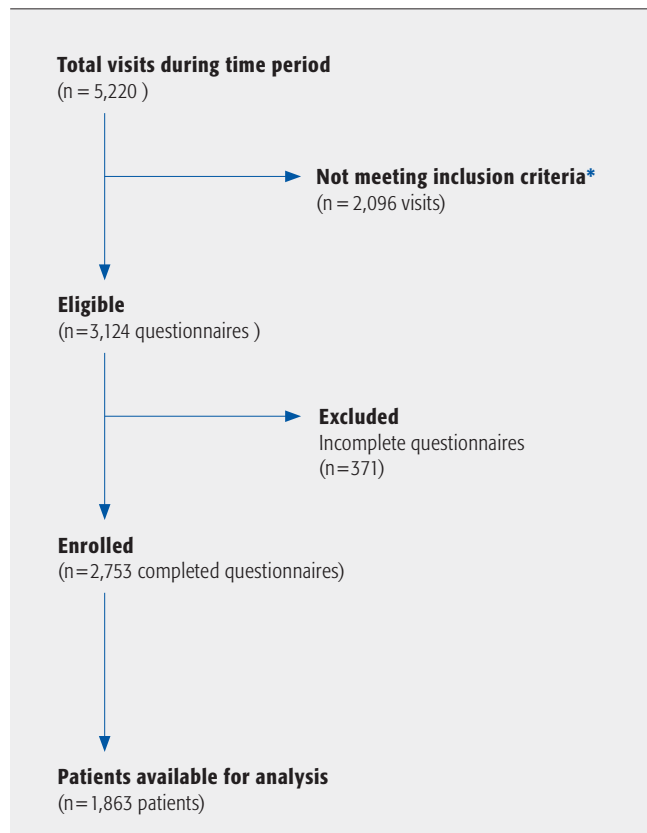 Total visits during time period
(n = 5,220 )
Not meeting inclusion criteria*
(n = 2,096 visits)
Eligible
(n=3,124 questionnaires )
Excluded
Incomplete questionnaires
(n=371)
Enrolled
(n=2,753 completed questionnaires)
Patients available for analysis
(n=1,863 patients)